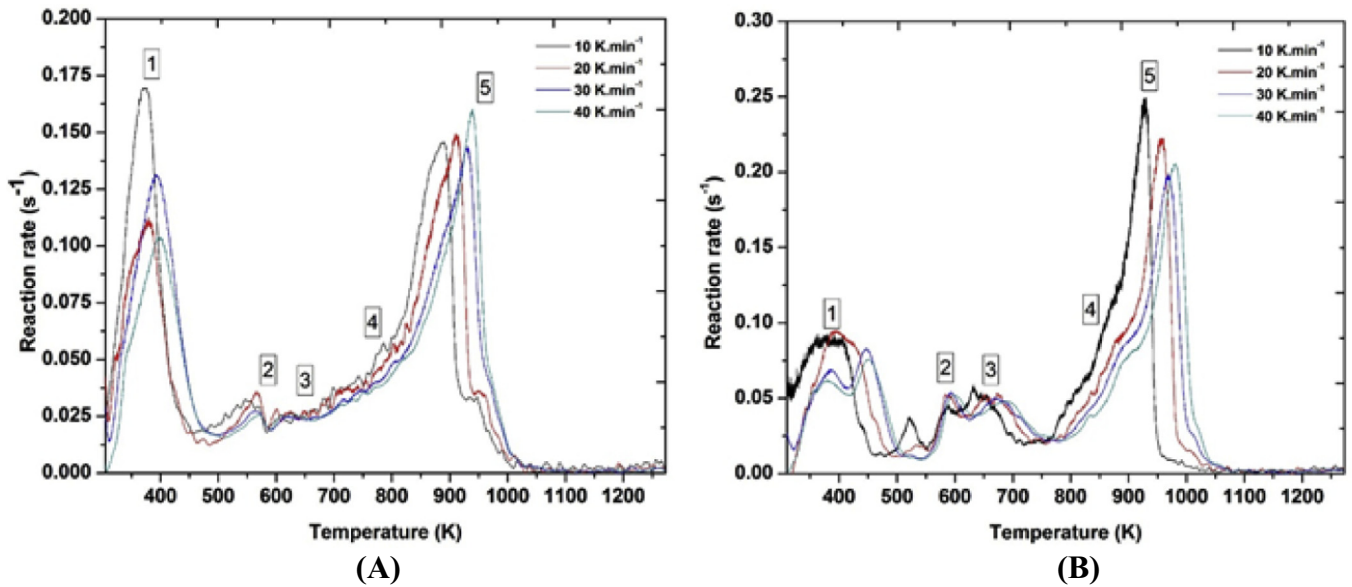 0.200
0.175
0.150
0.125
0.100
0.075
0.050
0.025
0.000
Reaction rate (s⁻¹)
1
2
3
4
5
10 K.min⁻¹
20 K.min⁻¹
30 K.min⁻¹
40 K.min⁻¹
400 500 600 700 800 900 1000 1100 1200
Temperature (K)
(A)
0.30
0.25
0.20
0.15
0.10
0.05
0.00
Reaction rate (s⁻¹)
1
2
3
4
5
10 K.min⁻¹
20 K.min⁻¹
30 K.min⁻¹
40 K.min⁻¹
400 500 600 700 800 900 1000 1100 1200
Temperature (K)
(B)